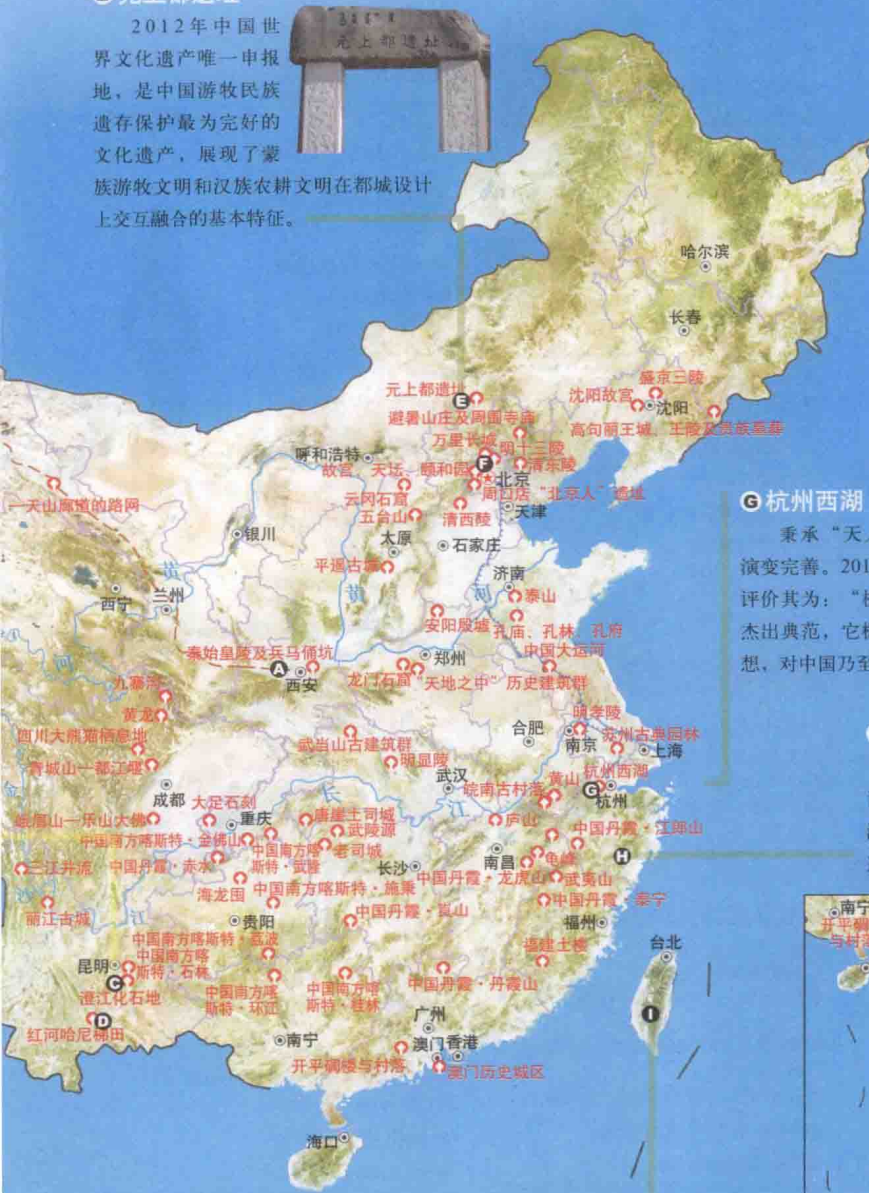 2012年中国世
界文化遗产唯一申报
地，是中国游牧民族
遗存保护最为完好的
文化遗产，展现了蒙
族游牧文明和汉族农耕文明在都城设计
上交互融合的基本特征。
元上都遗址
哈尔滨
长春
盛京三陵
沈阳故宫
沈阳
高句丽王城、王陵及贵族墓葬
元上都遗址
E
避暑山庄及周围寺庙
万里长城
明十三陵
呼和浩特
F
清东陵
故宫
天坛、颐和园
北京
周口店“北京人”遗址
云冈石窟
天津
五台山
清西陵
—天山廊道的路网
银川
太原
石家庄
平遥古城
黄
济南
泰山
西宁
兰州
黄
河
安阳殷墟
孔庙、孔林、孔府
河
秦始皇陵及兵马俑坑
郑州
中国大运河
A
西安
龙门石窟
“天地之中”历史建筑群
九寨沟
黄龙
四川大熊猫栖息地
青城山—都江堰
武当山古建筑群
明显陵
合肥
明孝陵
南京
苏州古典园林
上海
金
成都
长
武汉
江
皖南古村落
黄山
杭州西湖
G
杭州
峨眉山—乐山大佛
大足石刻
重庆
唐崖土司城
武陵源
庐山
中国南方喀斯特·金佛山
中国南方喀
斯特·武隆
老司城
中国丹霞·江郎山
三江并流
中国丹霞·赤水
长沙
南昌
龟峰
H
沙
中国丹霞·龙虎山
武夷山
海龙囤
中国南方喀斯特·施秉
中国丹霞·泰宁
丽江古城
江
贵阳
中国丹霞·崀山
福州
中国南方喀斯特·荔波
福建土楼
台北
昆明
中国南方喀
斯特·石林
C
澄江化石地
中国南方喀
斯特·环江
中国南方喀
斯特·桂林
中国丹霞·丹霞山
D
红河哈尼梯田
广州
I
南宁
澳门
香港
开平碉楼与村落
澳门历史城区
海口
G 杭州西湖
秉承“天
演变完善。201
评价其为：“
杰出典范，它
想，对中国乃至
南宁
开平碉
与村